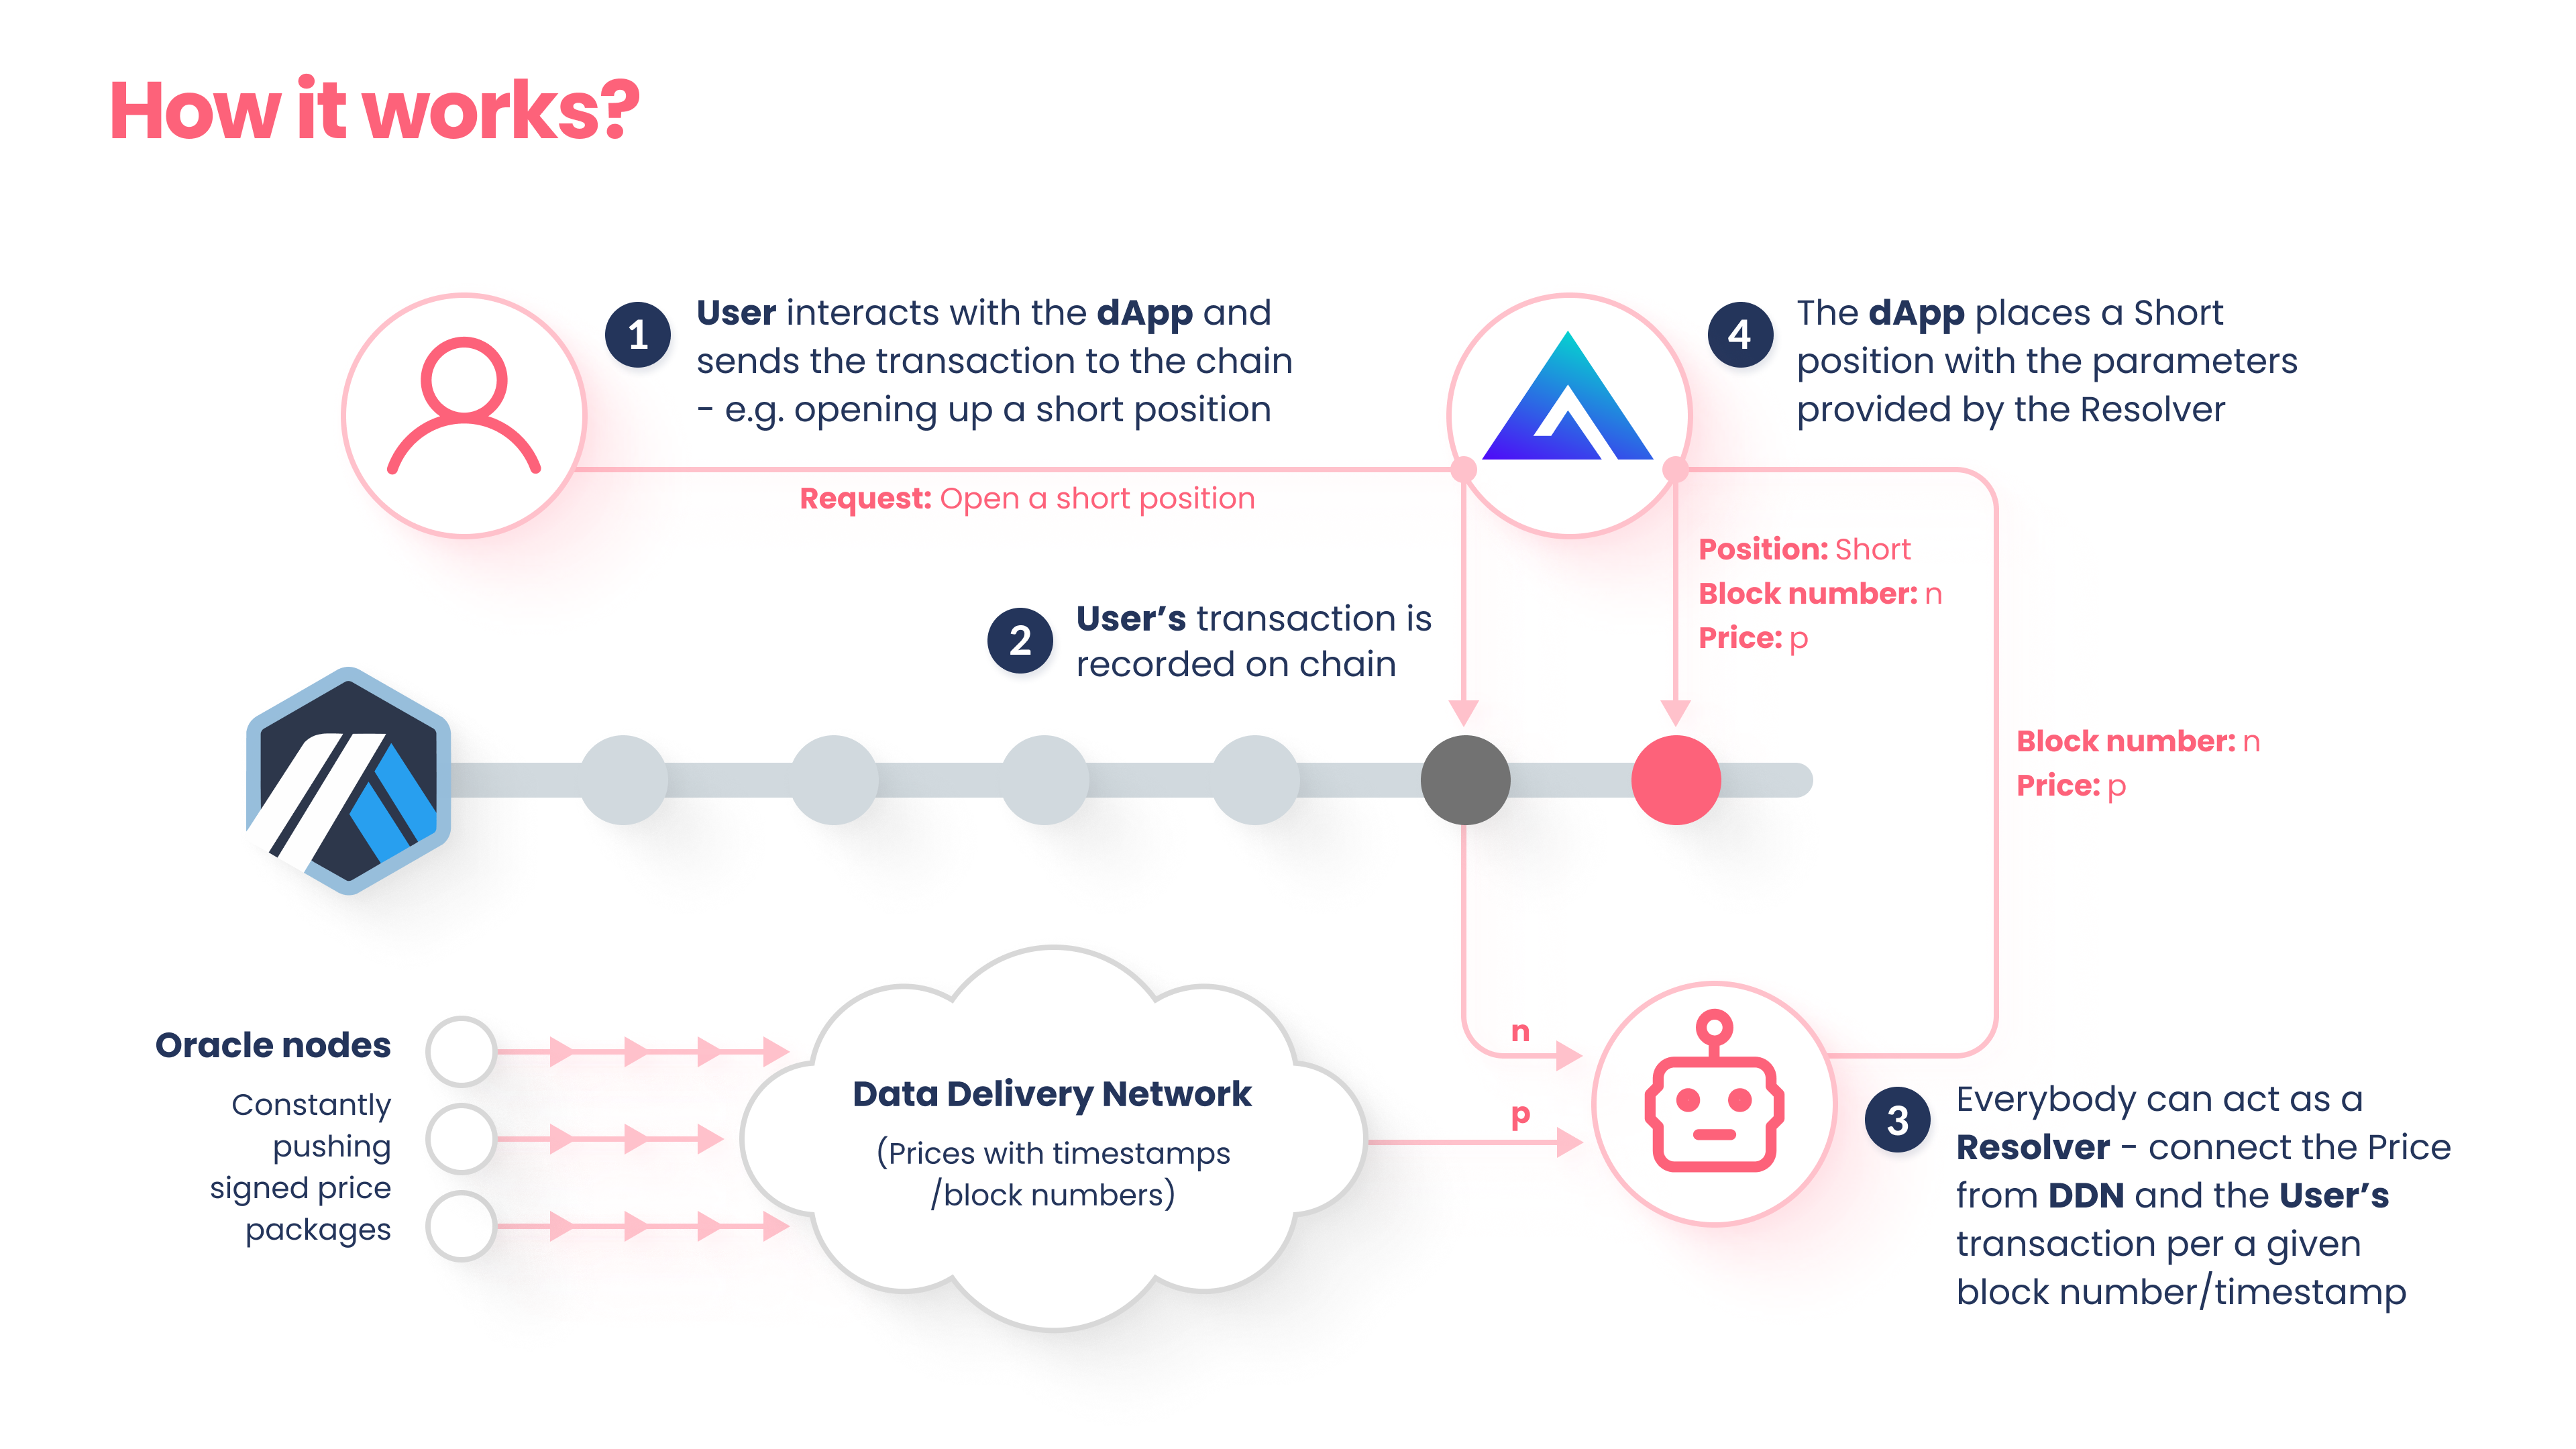 How it works?
1
User interacts with the dApp and
sends the transaction to the chain
- e.g. opening up a short position
Request: Open a short position
4
The dApp places a Short
position with the parameters
provided by the Resolver
Position: Short
Block number: n
Price: p
2
User’s transaction is
recorded on chain
Block number: n
Price: p
Oracle nodes
Constantly
pushing
signed price
packages
Data Delivery Network
(Prices with timestamps
/block numbers)
n
p
3
Everybody can act as a
Resolver - connect the Price
from DDN and the User’s
transaction per a given
block number/timestamp